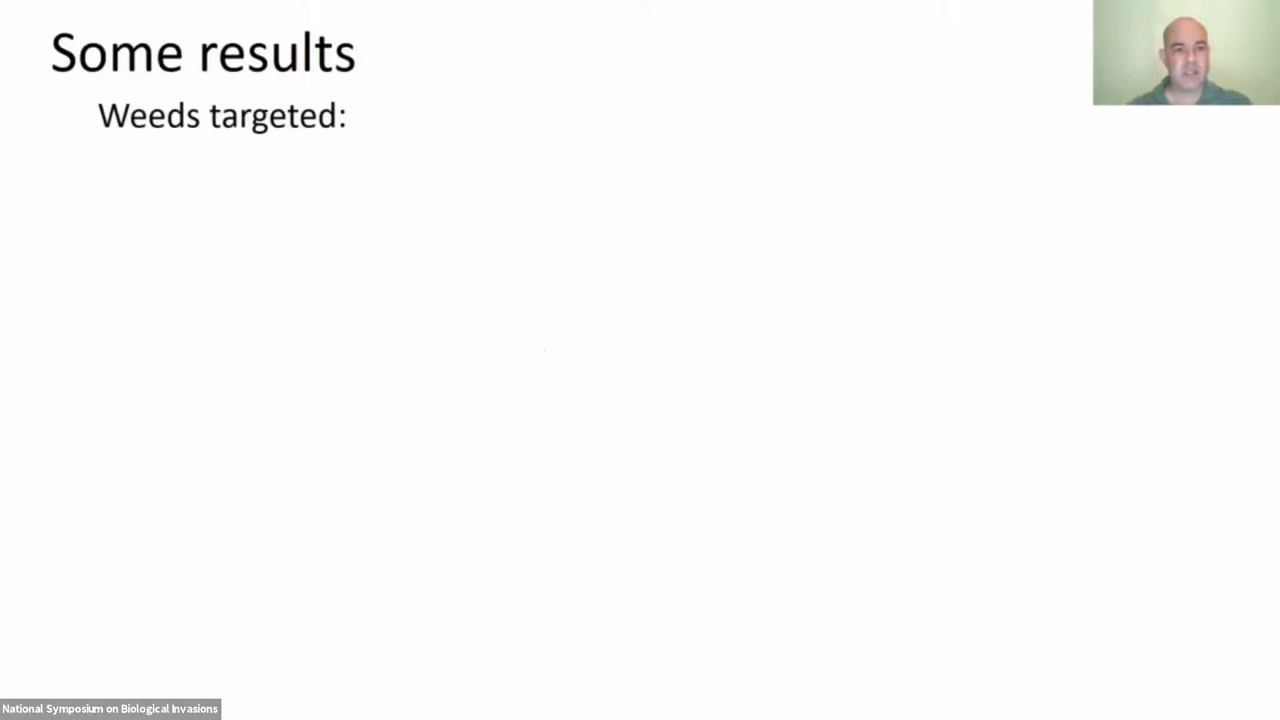 Some results
Weeds targeted:
National Symposium on Biological Invasions